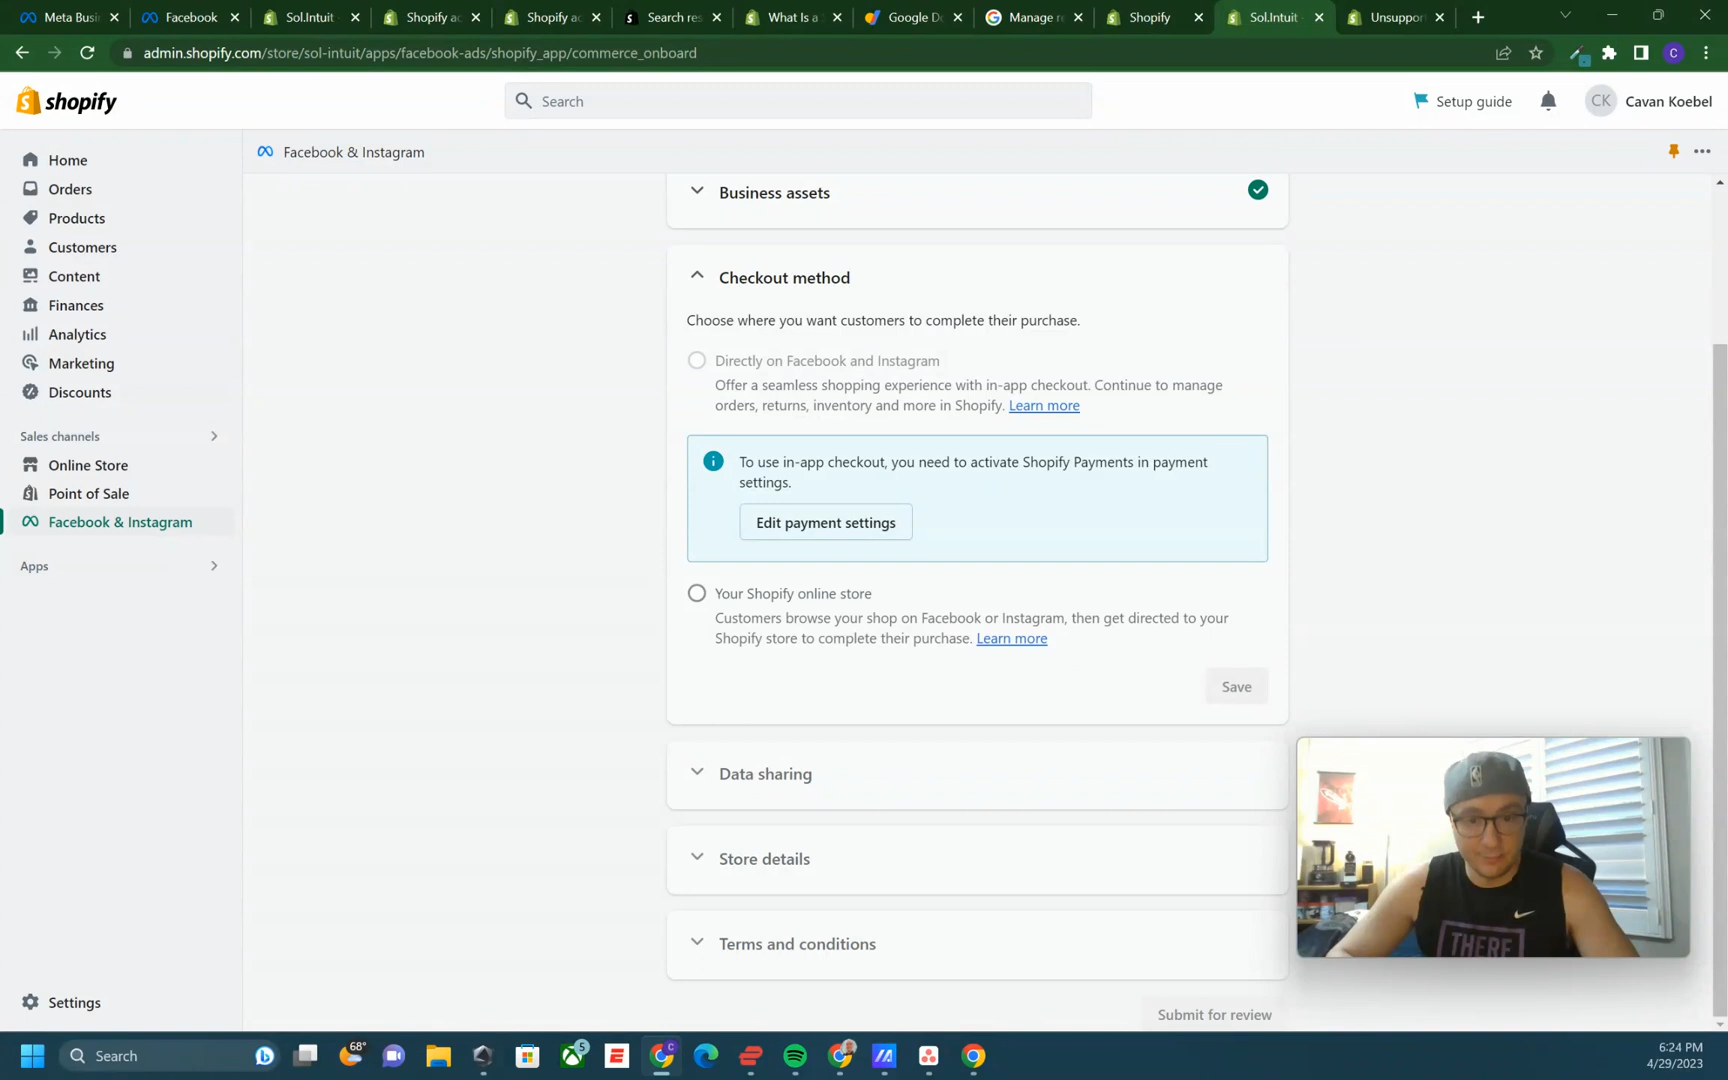 Meta Busi
Facebook
Sol.Intuit
Shopify ac
Shopify ac
Search res
What Is a
Google Do
Manage re
Shopify
Sol.Intuit
Unsuppor
admin.shopify.com/store/sol-intuit/apps/facebook-ads/shopify_app/commerce_onboard
C
shopify
Search
Setup guide
CK
Cavan Koebel
Home
Orders
Products
Customers
Content
Finances
Analytics
Marketing
Discounts
Sales channels
Online Store
Point of Sale
Facebook & Instagram
Apps
Settings
Facebook & Instagram
Business assets
Checkout method
Choose where you want customers to complete their purchase.
Directly on Facebook and Instagram
Offer a seamless shopping experience with in-app checkout. Continue to manage
orders, returns, inventory and more in Shopify. Learn more
To use in-app checkout, you need to activate Shopify Payments in payment
settings.
Edit payment settings
Your Shopify online store
Customers browse your shop on Facebook or Instagram, then get directed to your
Shopify store to complete their purchase. Learn more
Save
Data sharing
Store details
Terms and conditions
Submit for review
THERE
Search
68°
5
C
6:24 PM
4/29/2023